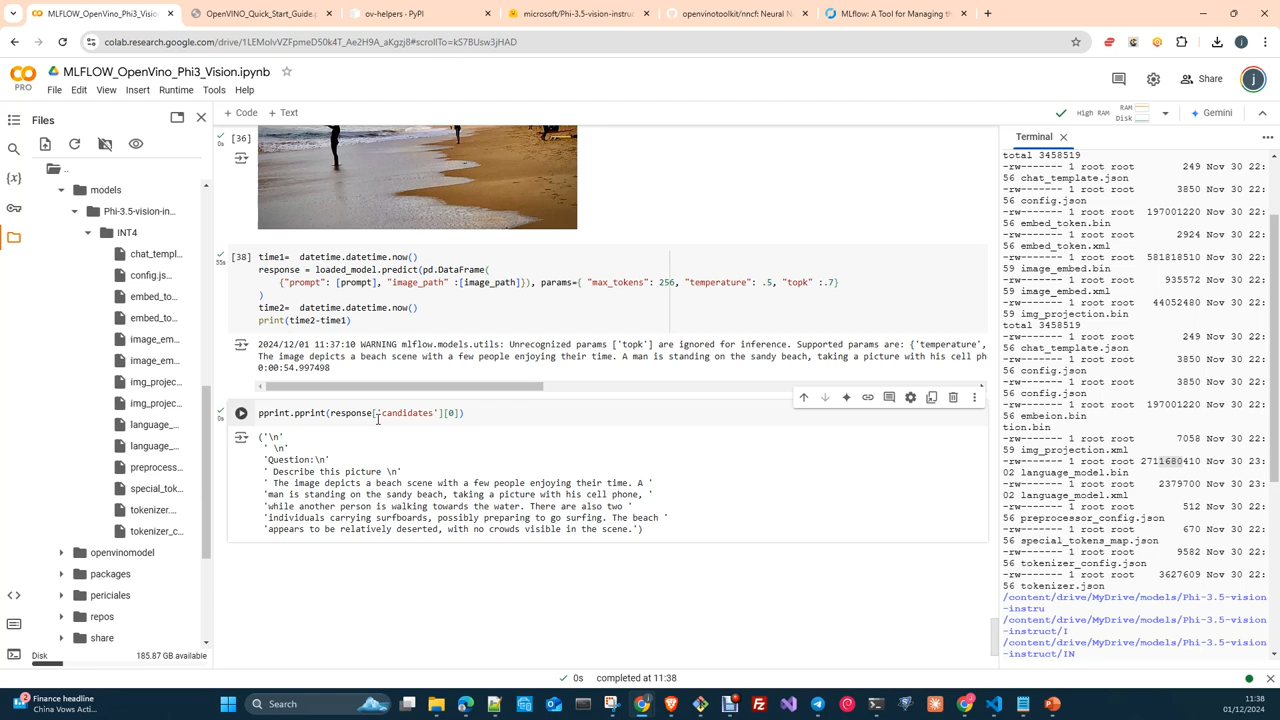 MLFLOW_OpenVino_Phi3_Vis
OpenVINO_Quick_Start_Guide.p
ov-helpers - PyPI
microsoft/Phi-3.5-vision-instruc
openvinotoolkit/nncf: Neural N
MLflow: A Tool for Managing th
colab.research.google.com/drive/1LEMolvVZFpmeD50k4T_Ae2H9A_aKgzj8#scrollTo=kS7BUsw3jHAD
MLFLOW_OpenVino_Phi3_Vision.ipynb
PRO
File Edit View Insert Runtime Tools Help
Share
Files
+ Code + Text
High RAM
RAM
Disk
Gemini
..
models
Phi-3.5-vision-in...
INT4
chat_templ...
config.js...
embed_to...
embed_to...
image_em...
image_em...
img_projec...
img_projec...
language_...
language_...
preprocess...
special_tok...
tokenizer....
tokenizer_c...
openvinomodel
packages
periciales
repos
share
Disk
185.87 GB available
[36]
0s
[38]
55s
time1= datetime.datetime.now()
response = loaded_model.predict(pd.DataFrame(
{"prompt": [prompt], "image_path" :[image_path]}), params={ "max_tokens": 256, "temperature": .5, "topk" :.7}
)
time2= datetime.datetime.now()
print(time2-time1)
2024/12/01 11:37:10 WARNING mlflow.models.utils: Unrecognized params ['topk'] are ignored for inference. Supported params are: {'temperature',
The image depicts a beach scene with a few people enjoying their time. A man is standing on the sandy beach, taking a picture with his cell ph
0:00:54.997498
0s
pprint.pprint(response['candidates'][0])
('\n'
' \n'
'Question:\n'
' Describe this picture \n'
' The image depicts a beach scene with a few people enjoying their time. A '
'man is standing on the sandy beach, taking a picture with his cell phone, '
'while another person is walking towards the water. There are also two '
'individuals carrying surfboards, possibly preparing to go surfing. The beach '
'appears to be relatively deserted, with no crowds visible in the scene.')
Terminal
total 3458519
-rw------- 1 root root 249 Nov 30 22:
56 chat_template.json
-rw------- 1 root root 3850 Nov 30 22:
56 config.json
-rw------- 1 root root 197001220 Nov 30 22:
56 embed_token.bin
-rw------- 1 root root 2924 Nov 30 22:
56 embed_token.xml
-rw------- 1 root root 581818510 Nov 30 22:
59 image_embed.bin
-rw------- 1 root root 935572 Nov 30 22:
59 image_embed.xml
-rw------- 1 root root 44052480 Nov 30 22:
59 img_projection.bin
total 3458519
-rw------- 1 root root 249 Nov 30 22:
56 chat_template.json
-rw------- 1 root root 3850 Nov 30 22:
56 config.json
-rw------- 1 root root 3850 Nov 30 22:
56 config.json
-rw------- 1 root root 197001220 Nov 30 22:
56 embeion.bin
tion.bin
-rw------- 1 root root 7058 Nov 30 22:
59 img_projection.xml
-rw------- 1 root root 2711680410 Nov 30 23:
02 language_model.bin
-rw------- 1 root root 2379700 Nov 30 23:
02 language_model.xml
-rw------- 1 root root 512 Nov 30 22:
56 preprocessor_config.json
-rw------- 1 root root 670 Nov 30 22:
56 special_tokens_map.json
-rw------- 1 root root 9582 Nov 30 22:
56 tokenizer_config.json
-rw------- 1 root root 3627609 Nov 30 22:
56 tokenizer.json
/content/drive/MyDrive/models/Phi-3.5-vision
-instru
/content/drive/MyDrive/models/Phi-3.5-vision
-instruct/I
/content/drive/MyDrive/models/Phi-3.5-vision
-instruct/IN
0s completed at 11:38
Finance headline
China Vows Acti...
Search
11:38
01/12/2024